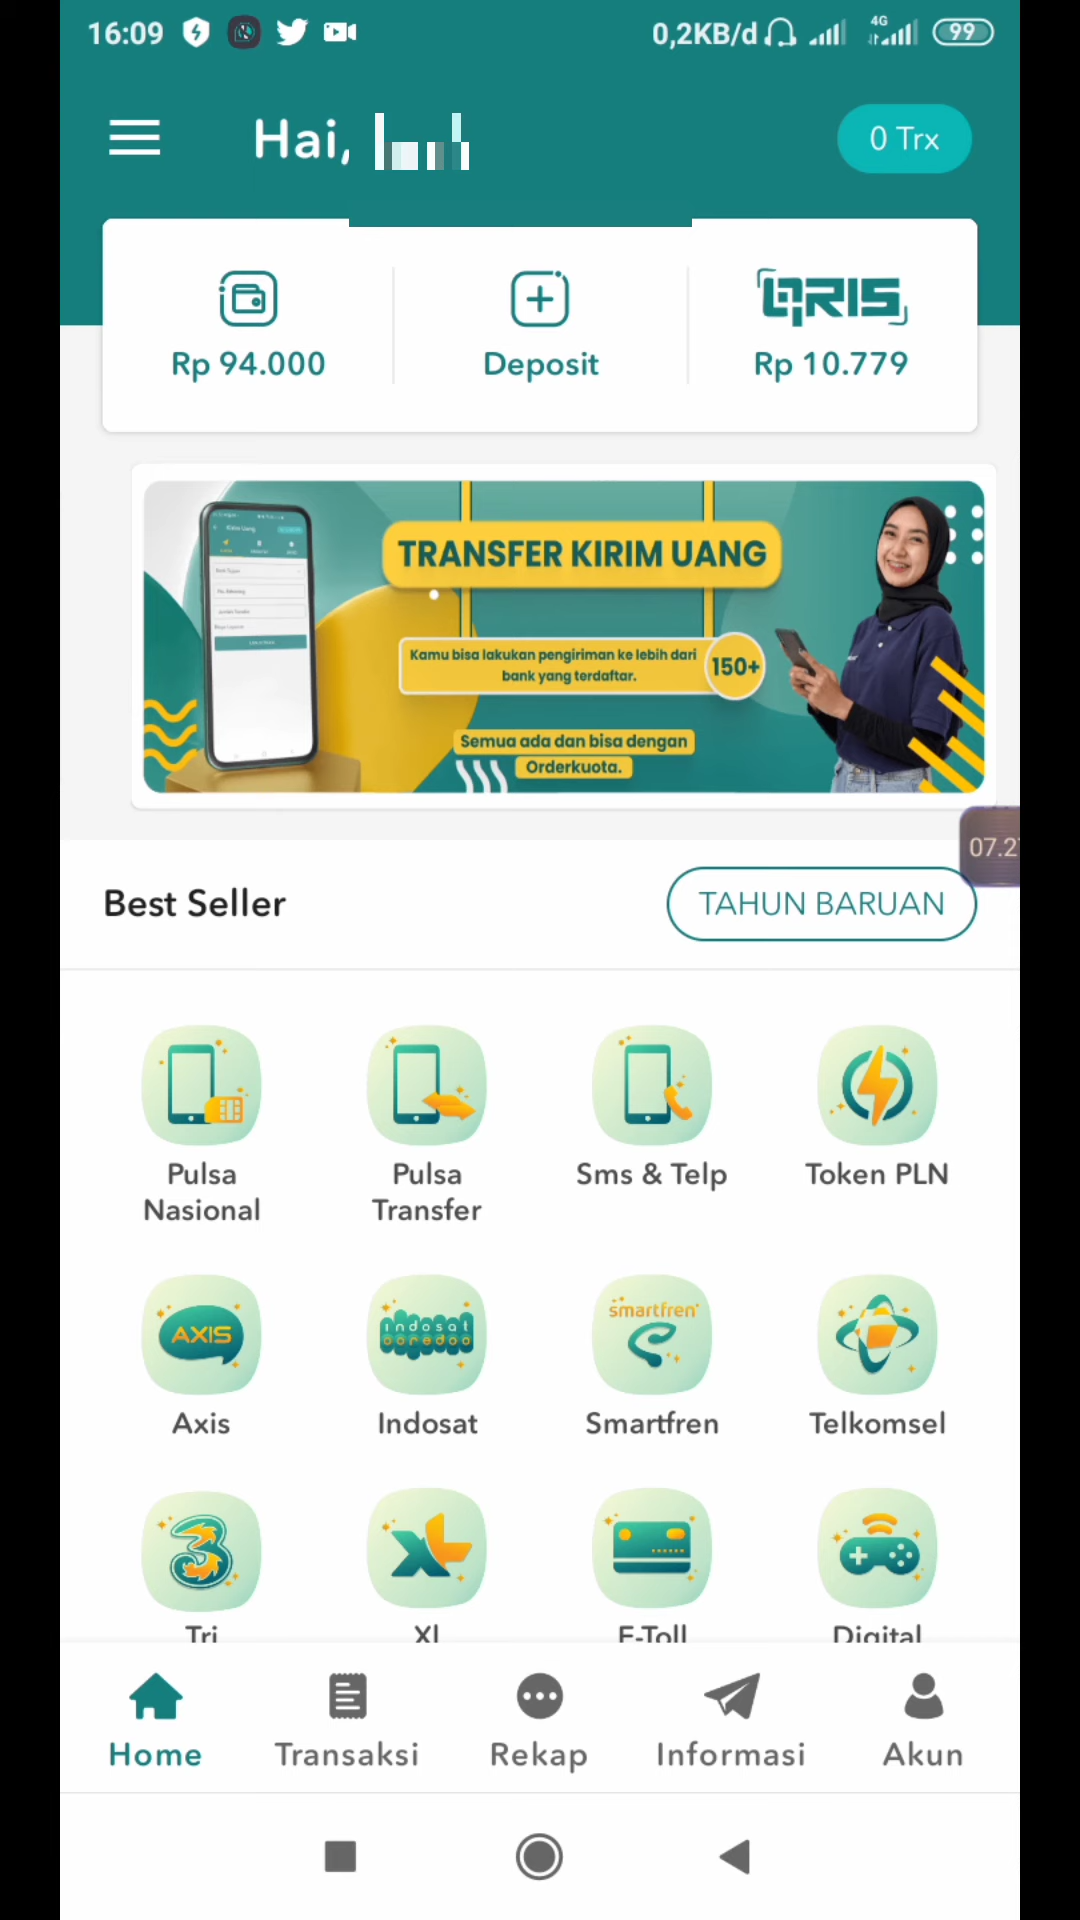 16:09
0,2KB/d
4G
99
Hai,
0 Trx
QRIS
Rp 94.000
Deposit
Rp 10.779
TRANSFER KIRIM UANG
Kamu bisa lakukan pengiriman ke lebih dari
bank yang terdaftar.
150+
Semua ada dan bisa dengan
Orderkuota.
07.2
Best Seller
TAHUN BARUAN
Pulsa
Nasional
Pulsa
Transfer
Sms & Telp
Token PLN
AXIS
indosat
ooredoo
smartfren
Axis
Indosat
Smartfren
Telkomsel
3
XL
Tri
Xl
E-Toll
Digital
Home
Transaksi
Rekap
Informasi
Akun